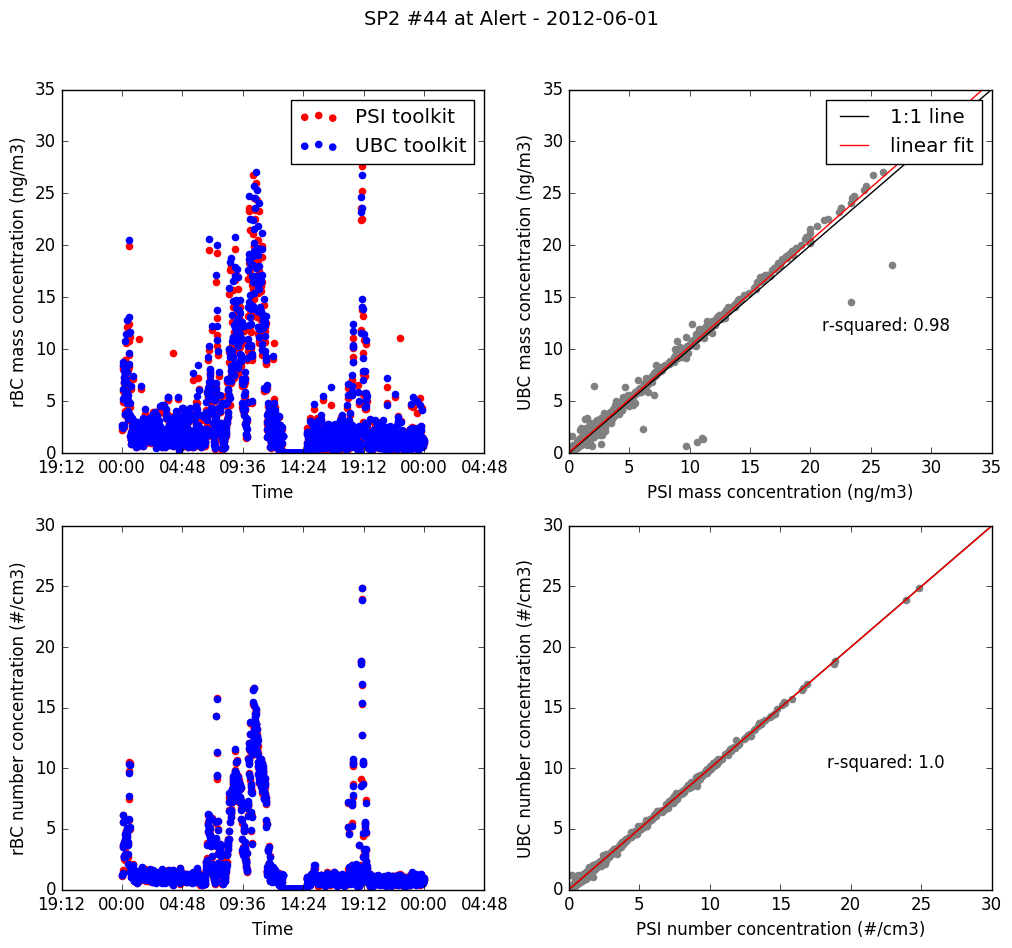 SP2 #44 at Alert - 2012-06-01
35
30
25
20
15
10
5
0
rBC mass concentration (ng/m3)
PSI toolkit
UBC toolkit
19:12 00:00 04:48 09:36 14:24 19:12 00:00 04:48
Time
35
30
25
20
15
10
5
0
UBC mass concentration (ng/m3)
1:1 line
linear fit
r-squared: 0.98
0 5 10 15 20 25 30 35
PSI mass concentration (ng/m3)
30
25
20
15
10
5
0
rBC number concentration (#/cm3)
19:12 00:00 04:48 09:36 14:24 19:12 00:00 04:48
Time
30
25
20
15
10
5
0
UBC number concentration (#/cm3)
r-squared: 1.0
0 5 10 15 20 25 30
PSI number concentration (#/cm3)